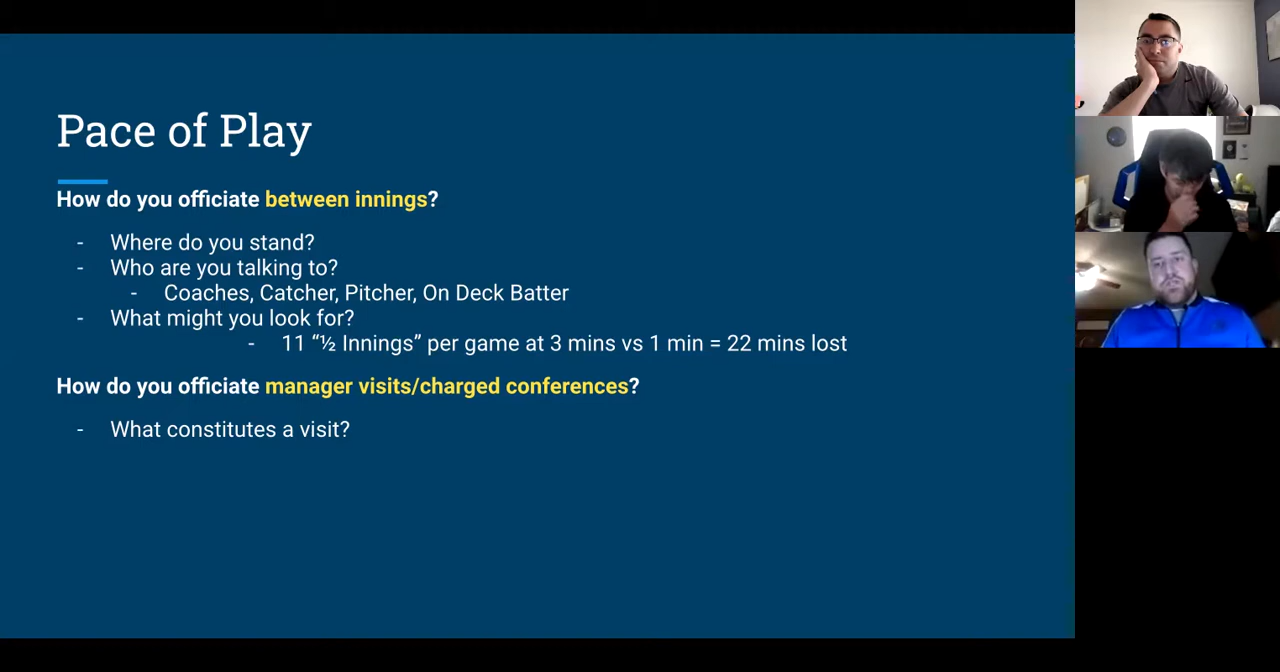 Pace of Play
How do you officiate between innings?
- Where do you stand?
- Who are you talking to?
- Coaches, Catcher, Pitcher, On Deck Batter
- What might you look for?
- 11 “½ Innings” per game at 3 mins vs 1 min = 22 mins lost
How do you officiate manager visits/charged conferences?
- What constitutes a visit?